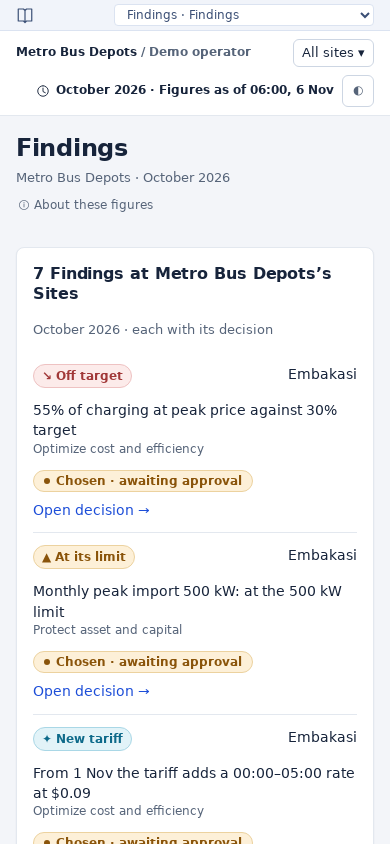 Findings · Findings
Metro Bus Depots / Demo operator
All sites ▾
October 2026 · Figures as of 06:00, 6 Nov
Findings
Metro Bus Depots · October 2026
About these figures
7 Findings at Metro Bus Depots’s
Sites
October 2026 · each with its decision
↘ Off target
Embakasi
55% of charging at peak price against 30%
target
Optimize cost and efficiency
● Chosen · awaiting approval
Open decision →
▲ At its limit
Embakasi
Monthly peak import 500 kW: at the 500 kW
limit
Protect asset and capital
● Chosen · awaiting approval
Open decision →
✦ New tariff
Embakasi
From 1 Nov the tariff adds a 00:00–05:00 rate
at $0.09
Optimize cost and efficiency
● Chosen · awaiting approval